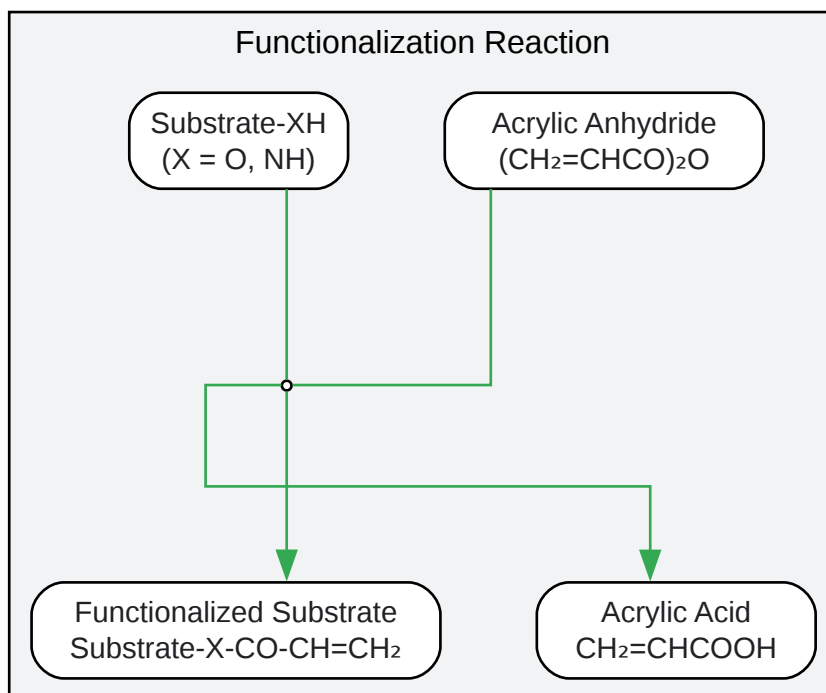 Functionalization Reaction
Substrate-XH
(X = O, NH)
Acrylic Anhydride
(CH₂=CHCO)₂O
Functionalized Substrate
Substrate-X-CO-CH=CH₂
Acrylic Acid
CH₂=CHCOOH